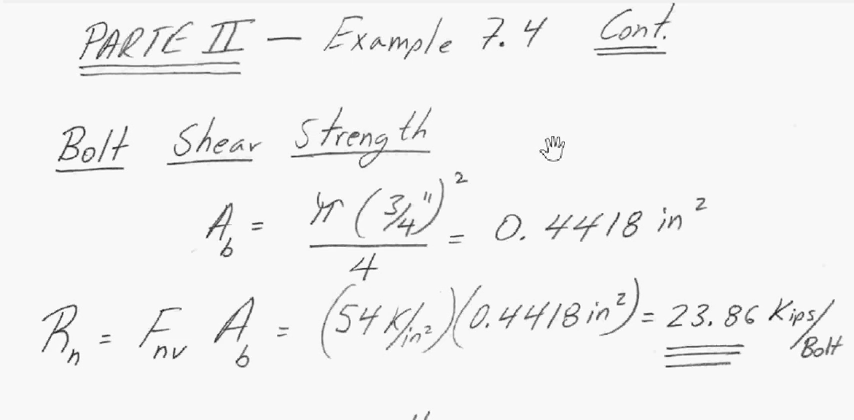 PARTE II — Example 7.4 Cont.
Bolt Shear Strength
A_b = π (3/4")² / 4 = 0.4418 in²
R_n = F_nv A_b = (54 K/in²)(0.4418 in²) = 23.86 Kips/Bolt